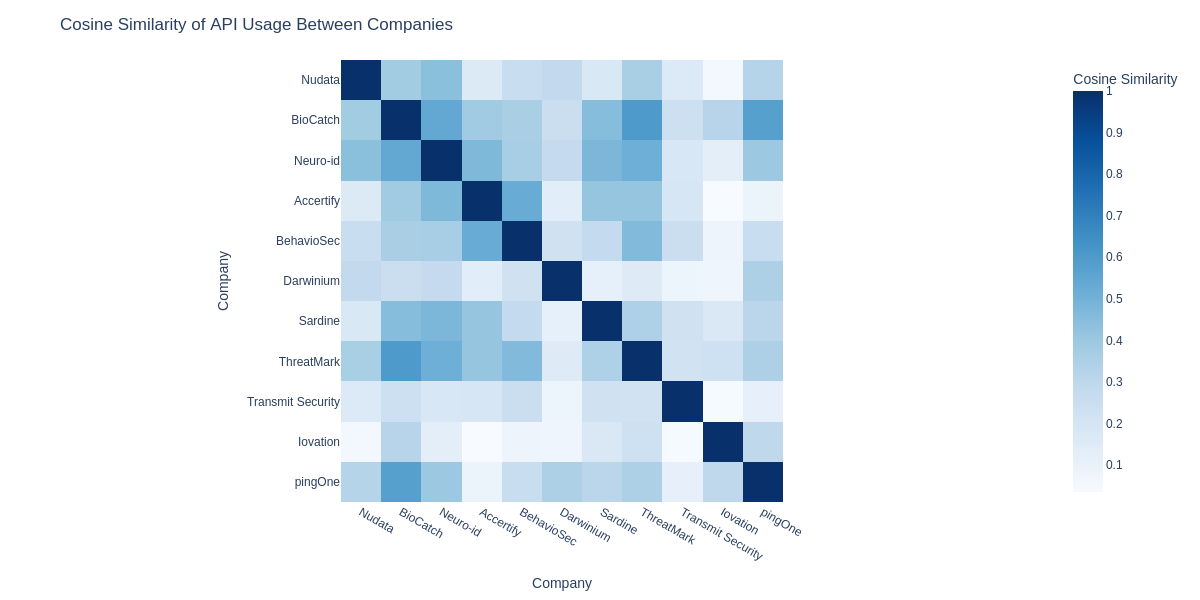 Cosine Similarity of API Usage Between Companies
Cosine Similarity
1
0.9
0.8
0.7
0.6
0.5
0.4
0.3
0.2
0.1
Company
Nudata
BioCatch
Neuro-id
Accertify
BehavioSec
Darwinium
Sardine
ThreatMark
Transmit Security
Iovation
pingOne
Nudata
BioCatch
Neuro-id
Accertify
BehavioSec
Darwinium
Sardine
ThreatMark
Transmit Security
Iovation
pingOne
Company